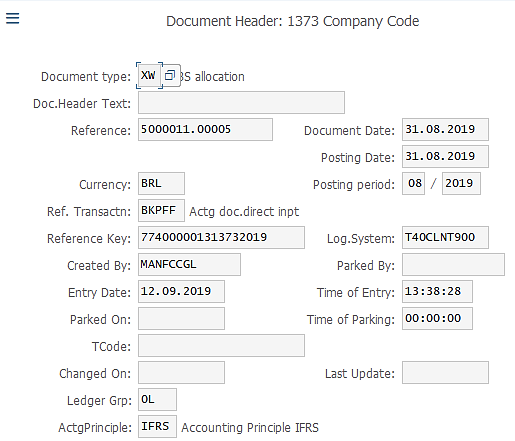 Document Header: 1373 Company Code
Document type: XW BS allocation
Doc.Header Text:
Reference: 5000011.00005 Document Date: 31.08.2019
Posting Date: 31.08.2019
Currency: BRL Posting period: 08 / 2019
Ref. Transactn: BKPFF Actg doc.direct inpt
Reference Key: 774000001313732019 Log.System: T40CLNT900
Created By: MANFCCGL Parked By:
Entry Date: 12.09.2019 Time of Entry: 13:38:28
Parked On: Time of Parking: 00:00:00
TCode:
Changed On: Last Update:
Ledger Grp: 0L
ActgPrinciple: IFRS Accounting Principle IFRS